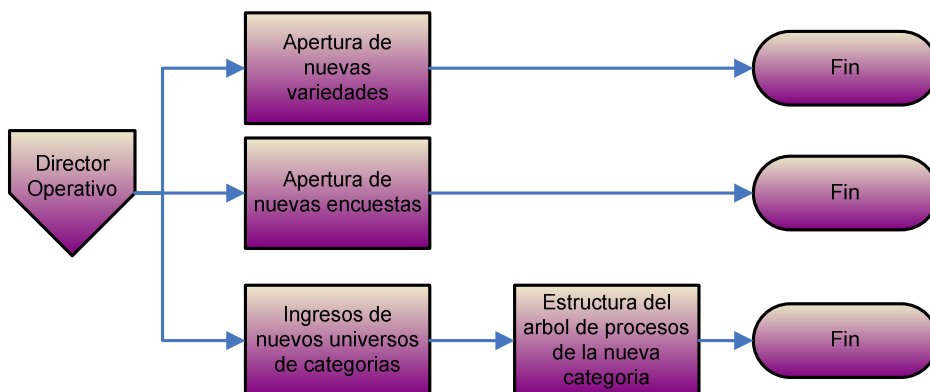 Apertura de
nuevas
variedades
Fin
Director
Operativo
Apertura de
nuevas encuestas
Fin
Ingresos de
nuevos universos
de categorias
Estructura del
arbol de procesos
de la nueva
categoria
Fin